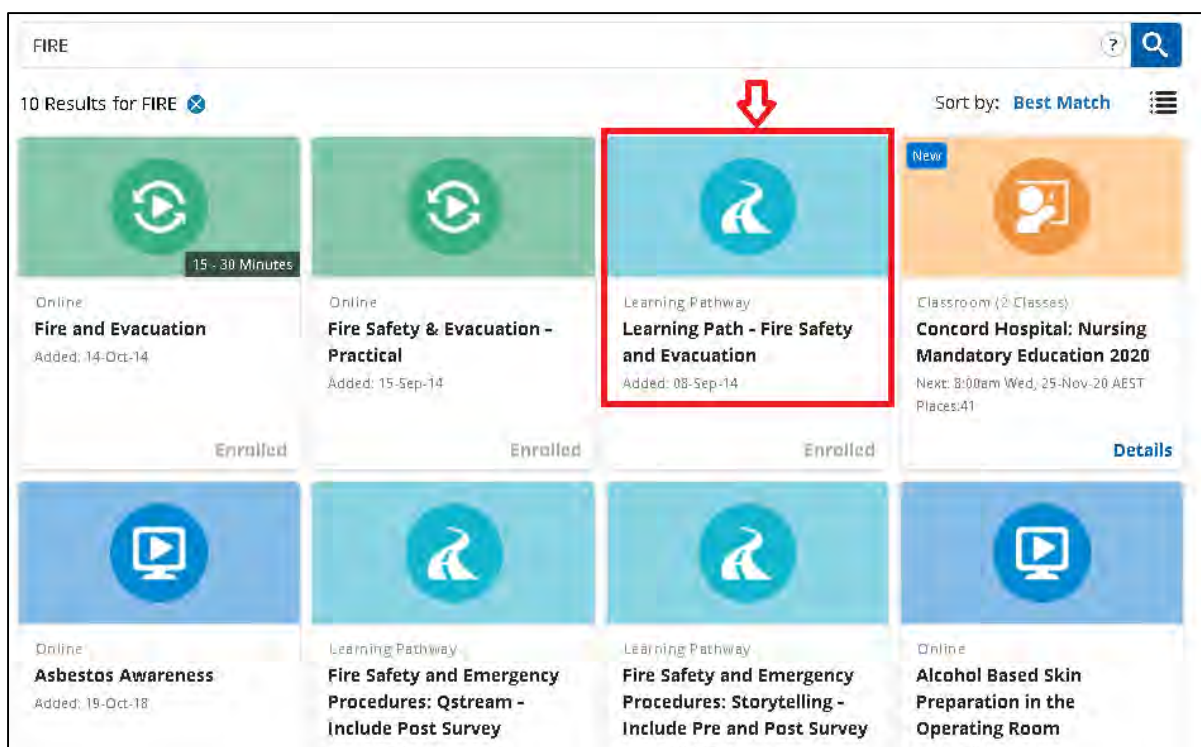 FIRE
?
10 Results for FIRE
Sort by: Best Match
15 - 30 Minutes
Online
Fire and Evacuation
Added: 14-Oct-14
Enrolled
Online
Fire Safety & Evacuation -
Practical
Added: 15-Sep-14
Enrolled
Learning Pathway
Learning Path - Fire Safety
and Evacuation
Added: 08-Sep-14
Enrolled
New
Classroom (2 Classes)
Concord Hospital: Nursing
Mandatory Education 2020
Next: 8:00am Wed, 25-Nov-20 AEST
Places:41
Details
Online
Asbestos Awareness
Added: 19-Oct-18
Learning Pathway
Fire Safety and Emergency
Procedures: Qstream -
Include Post Survey
Learning Pathway
Fire Safety and Emergency
Procedures: Storytelling -
Include Pre and Post Survey
Online
Alcohol Based Skin
Preparation in the
Operating Room